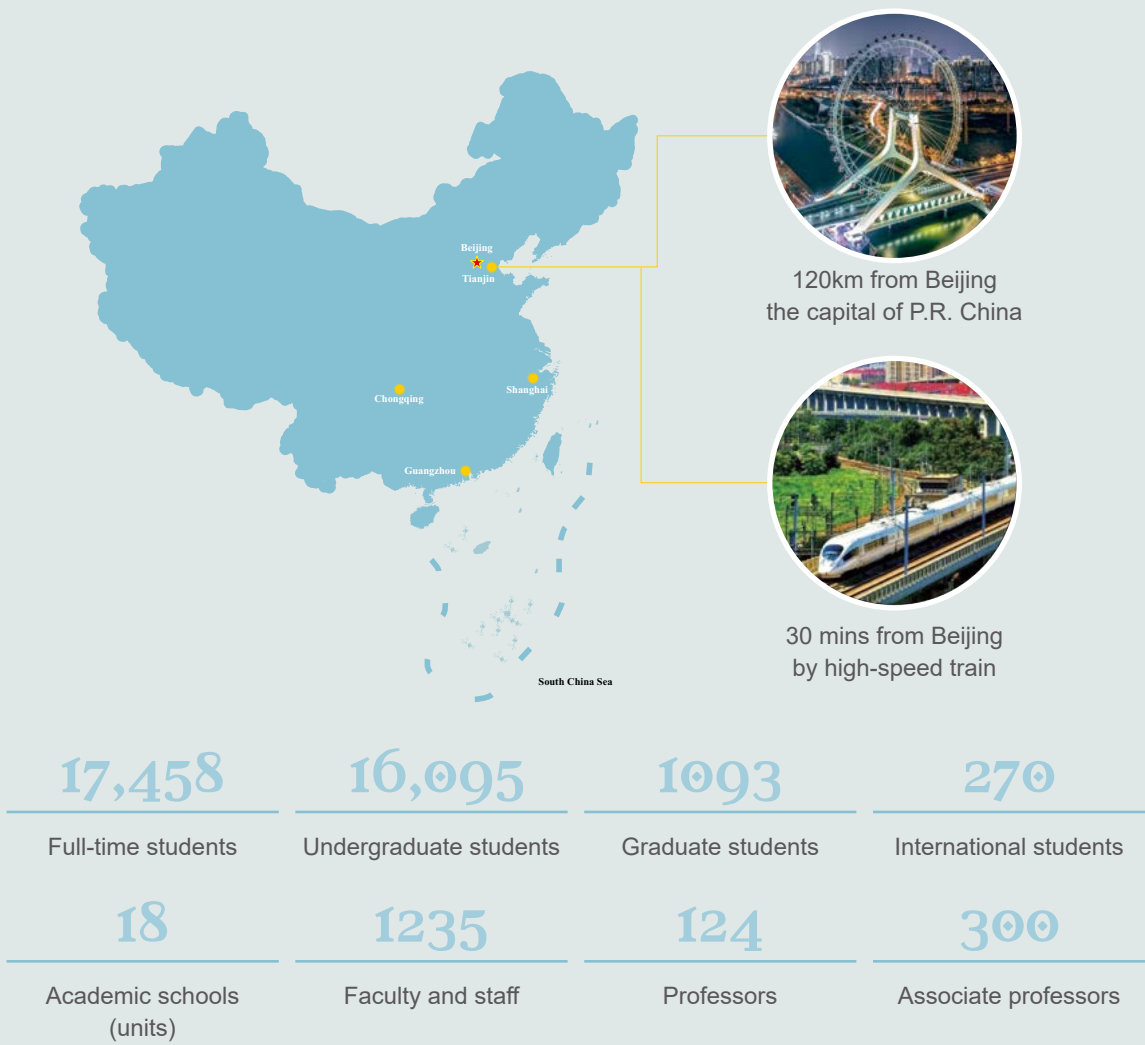 Beijing
Tianjin
Chongqing
Shanghai
Guangzhou
South China Sea
120km from Beijing
the capital of P.R. China
30 mins from Beijing
by high-speed train
17,458
Full-time students
16,095
Undergraduate students
1093
Graduate students
270
International students
18
Academic schools
(units)
1235
Faculty and staff
124
Professors
300
Associate professors